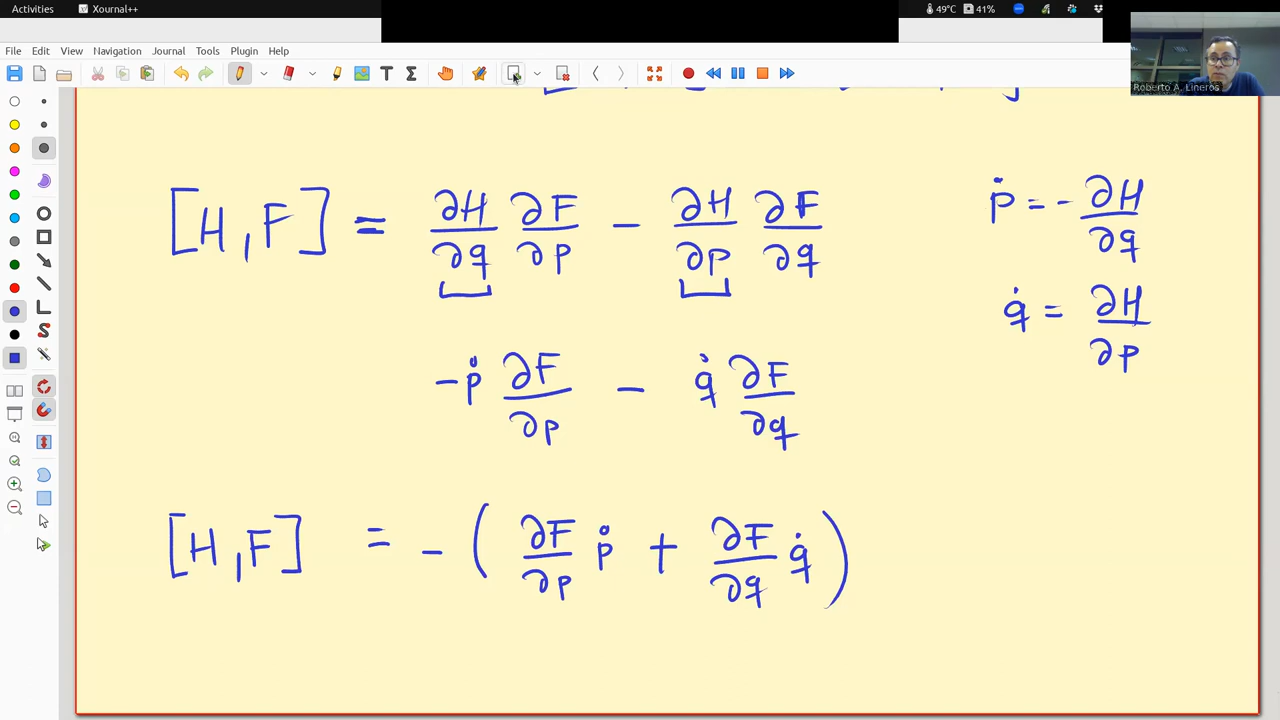 Activities Xournal++ 49°C 41%
File Edit View Navigation Journal Tools Plugin Help
Roberto A. Lineros
[H,F] = ∂H/∂q ∂F/∂p − ∂H/∂p ∂F/∂q
ṗ = − ∂H/∂q
q̇ = ∂H/∂p
−ṗ ∂F/∂p − q̇ ∂F/∂q
[H,F] = − ( ∂F/∂p ṗ + ∂F/∂q q̇ )